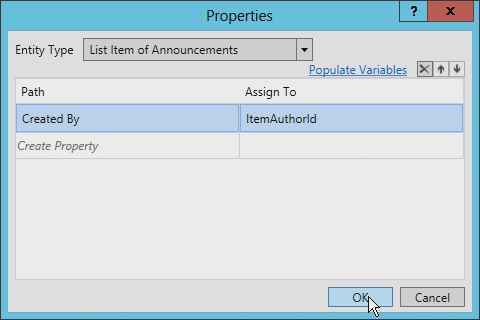 Properties
? x
Entity Type List Item of Announcements
Populate Variables
Path Assign To
Created By ItemAuthorId
Create Property
OK Cancel